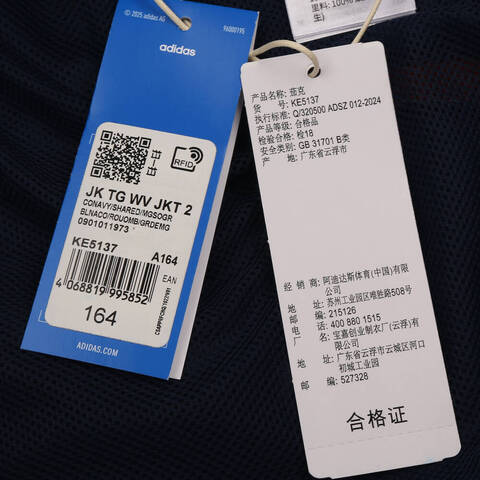 © 2025 adidas AG
96000195
adidas
RFID
JK TG WV JKT 2
CONAVY/SHARED/MGSOGR
BLNACO/ROUOMB/GRDEMG
0901011973
KE5137
A164
EAN
4 068819 995852
164
ADIDAS.COM
生)
产品名称: 茄克
货 号: KE5137
执行标准: Q/320500 ADSZ 012-2024
产品等级: 合格品
检验合格: 检18
安全类别: GB 31701 B类
产 地: 广东省云浮市
经 销 商: 阿迪达斯体育(中国)有限
公司
地 址: 苏州工业园区唯胜路508号
邮 编: 215126
电 话: 400 880 1515
厂 名: 宝嘉创业制衣厂(云浮)有
限公司
地 址: 广东省云浮市云城区河口
初城工业园
邮 编: 527328
合格证